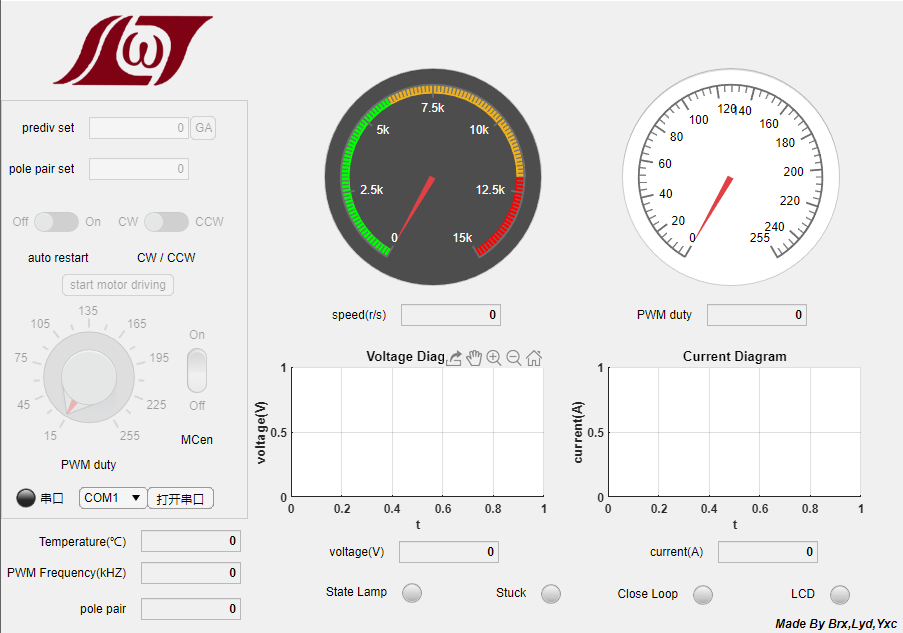 prediv set 0 GA
pole pair set 0
Off On CW CCW
auto restart CW / CCW
start motor driving
15 45 75 105 135 165 195 225 255
PWM duty
On
Off
MCen
串口 COM1 打开串口
Temperature(℃) 0
PWM Frequency(kHZ) 0
pole pair 0
0 2.5k 5k 7.5k 10k 12.5k 15k
speed(r/s) 0
0 20 40 60 80 100 120 140 160 180 200 220 240 255
PWM duty 0
Voltage Diag
voltage(V)
1
0.5
0
0 0.2 0.4 0.6 0.8 1
t
Current Diagram
current(A)
1
0.5
0
0 0.2 0.4 0.6 0.8 1
t
voltage(V) 0
current(A) 0
State Lamp Stuck Close Loop LCD
Made By Brx,Lyd,Yxc